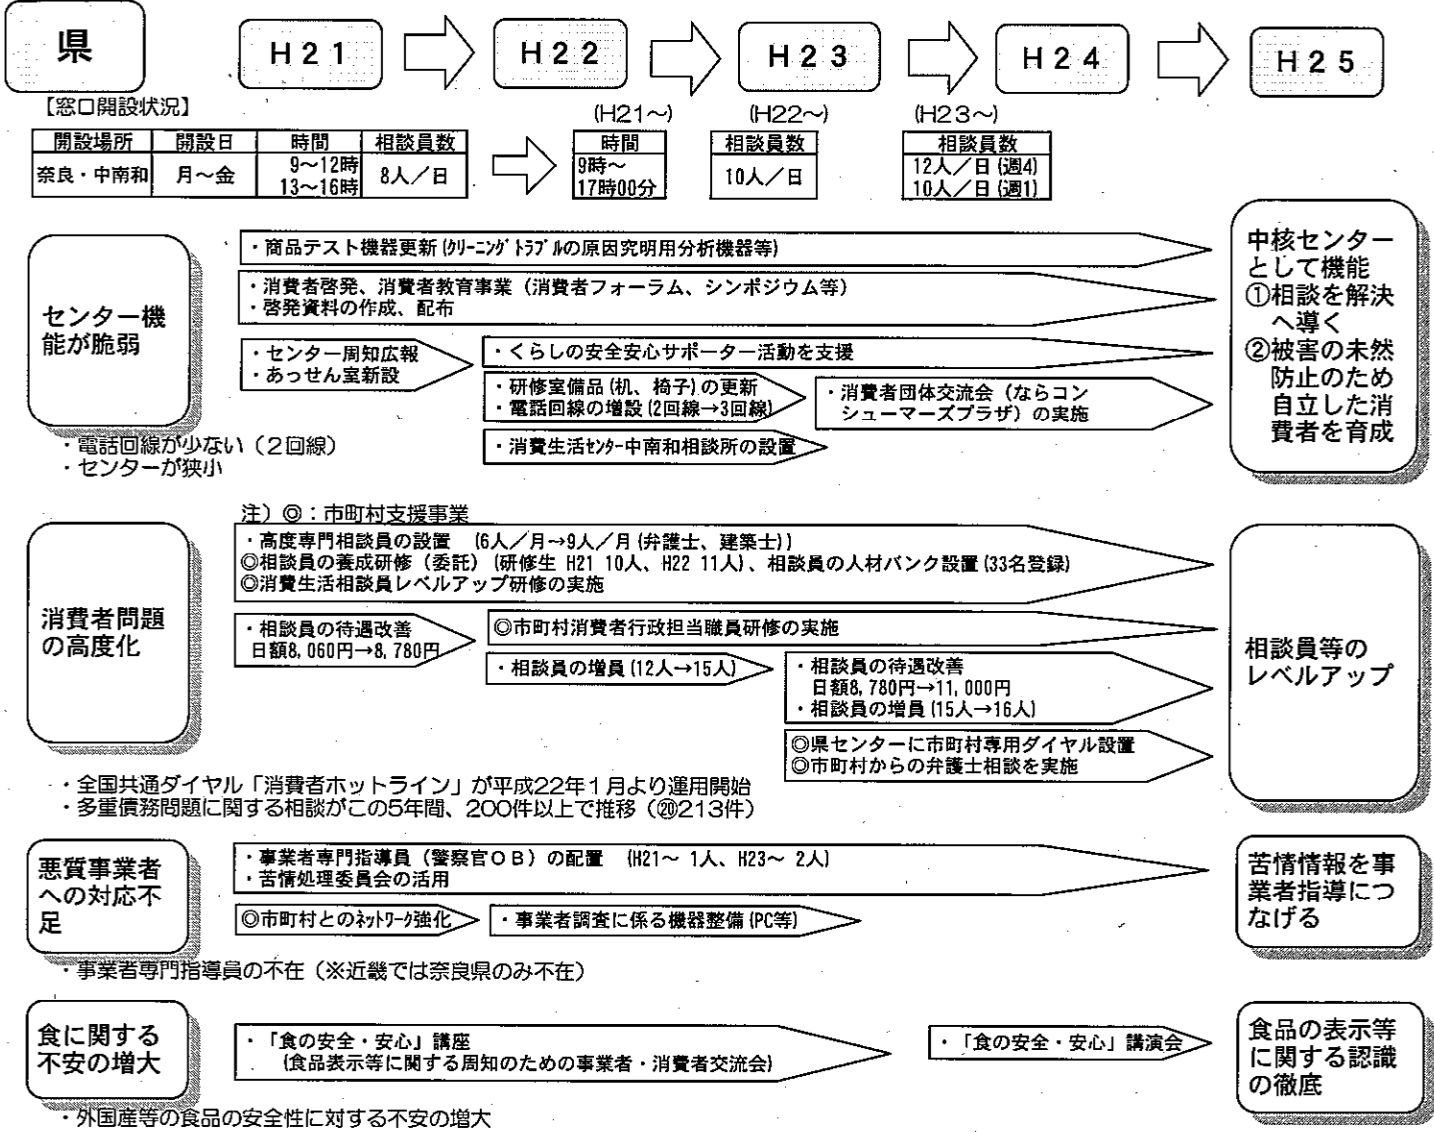 県
H21
H22
H23
H24
H25
【窓口開設状況】
(H21～)
(H22～)
(H23～)
開設場所 開設日 時間 相談員数
奈良・中南和 月～金 9～12時 8人／日
13～16時
時間
9時～
17時00分
相談員数
10人／日
相談員数
12人／日(週4)
10人／日(週1)
センター機
能が脆弱
・商品テスト機器更新(クリーニングトラブルの原因究明用分析機器等)
・消費者啓発、消費者教育事業（消費者フォーラム、シンポジウム等）
・啓発資料の作成、配布
・センター周知広報
・あっせん室新設
・くらしの安全安心サポーター活動を支援
・研修室備品(机、椅子)の更新
・電話回線の増設(2回線→3回線)
・消費者団体交流会（ならコン
シューマーズプラザ）の実施
・消費生活センター中南和相談所の設置
中核センター
として機能
①相談を解決
へ導く
②被害の未然
防止のため
自立した消
費者を育成
・電話回線が少ない（２回線）
・センターが狭小
注）◎：市町村支援事業
消費者問題
の高度化
・高度専門相談員の設置 (6人／月→9人／月(弁護士、建築士))
◎相談員の養成研修（委託）(研修生 H21 10人、H22 11人)、相談員の人材バンク設置(33名登録)
◎消費生活相談員レベルアップ研修の実施
・相談員の待遇改善
日額8,060円→8,780円
◎市町村消費者行政担当職員研修の実施
・相談員の増員(12人→15人)
・相談員の待遇改善
日額8,780円→11,000円
・相談員の増員(15人→16人)
◎県センターに市町村専用ダイヤル設置
◎市町村からの弁護士相談を実施
相談員等の
レベルアップ
・全国共通ダイヤル「消費者ホットライン」が平成22年１月より運用開始
・多重債務問題に関する相談がこの5年間、200件以上で推移（⑳213件）
悪質事業者
への対応不
足
・事業者専門指導員（警察官ＯＢ）の配置 (H21～ 1人、H23～ 2人)
・苦情処理委員会の活用
◎市町村とのネットワーク強化
・事業者調査に係る機器整備(PC等)
苦情情報を事
業者指導につ
なげる
・事業者専門指導員の不在（※近畿では奈良県のみ不在）
食に関する
不安の増大
・「食の安全・安心」講座
(食品表示等に関する周知のための事業者・消費者交流会)
・「食の安全・安心」講演会
食品の表示等
に関する認識
の徹底
・外国産等の食品の安全性に対する不安の増大